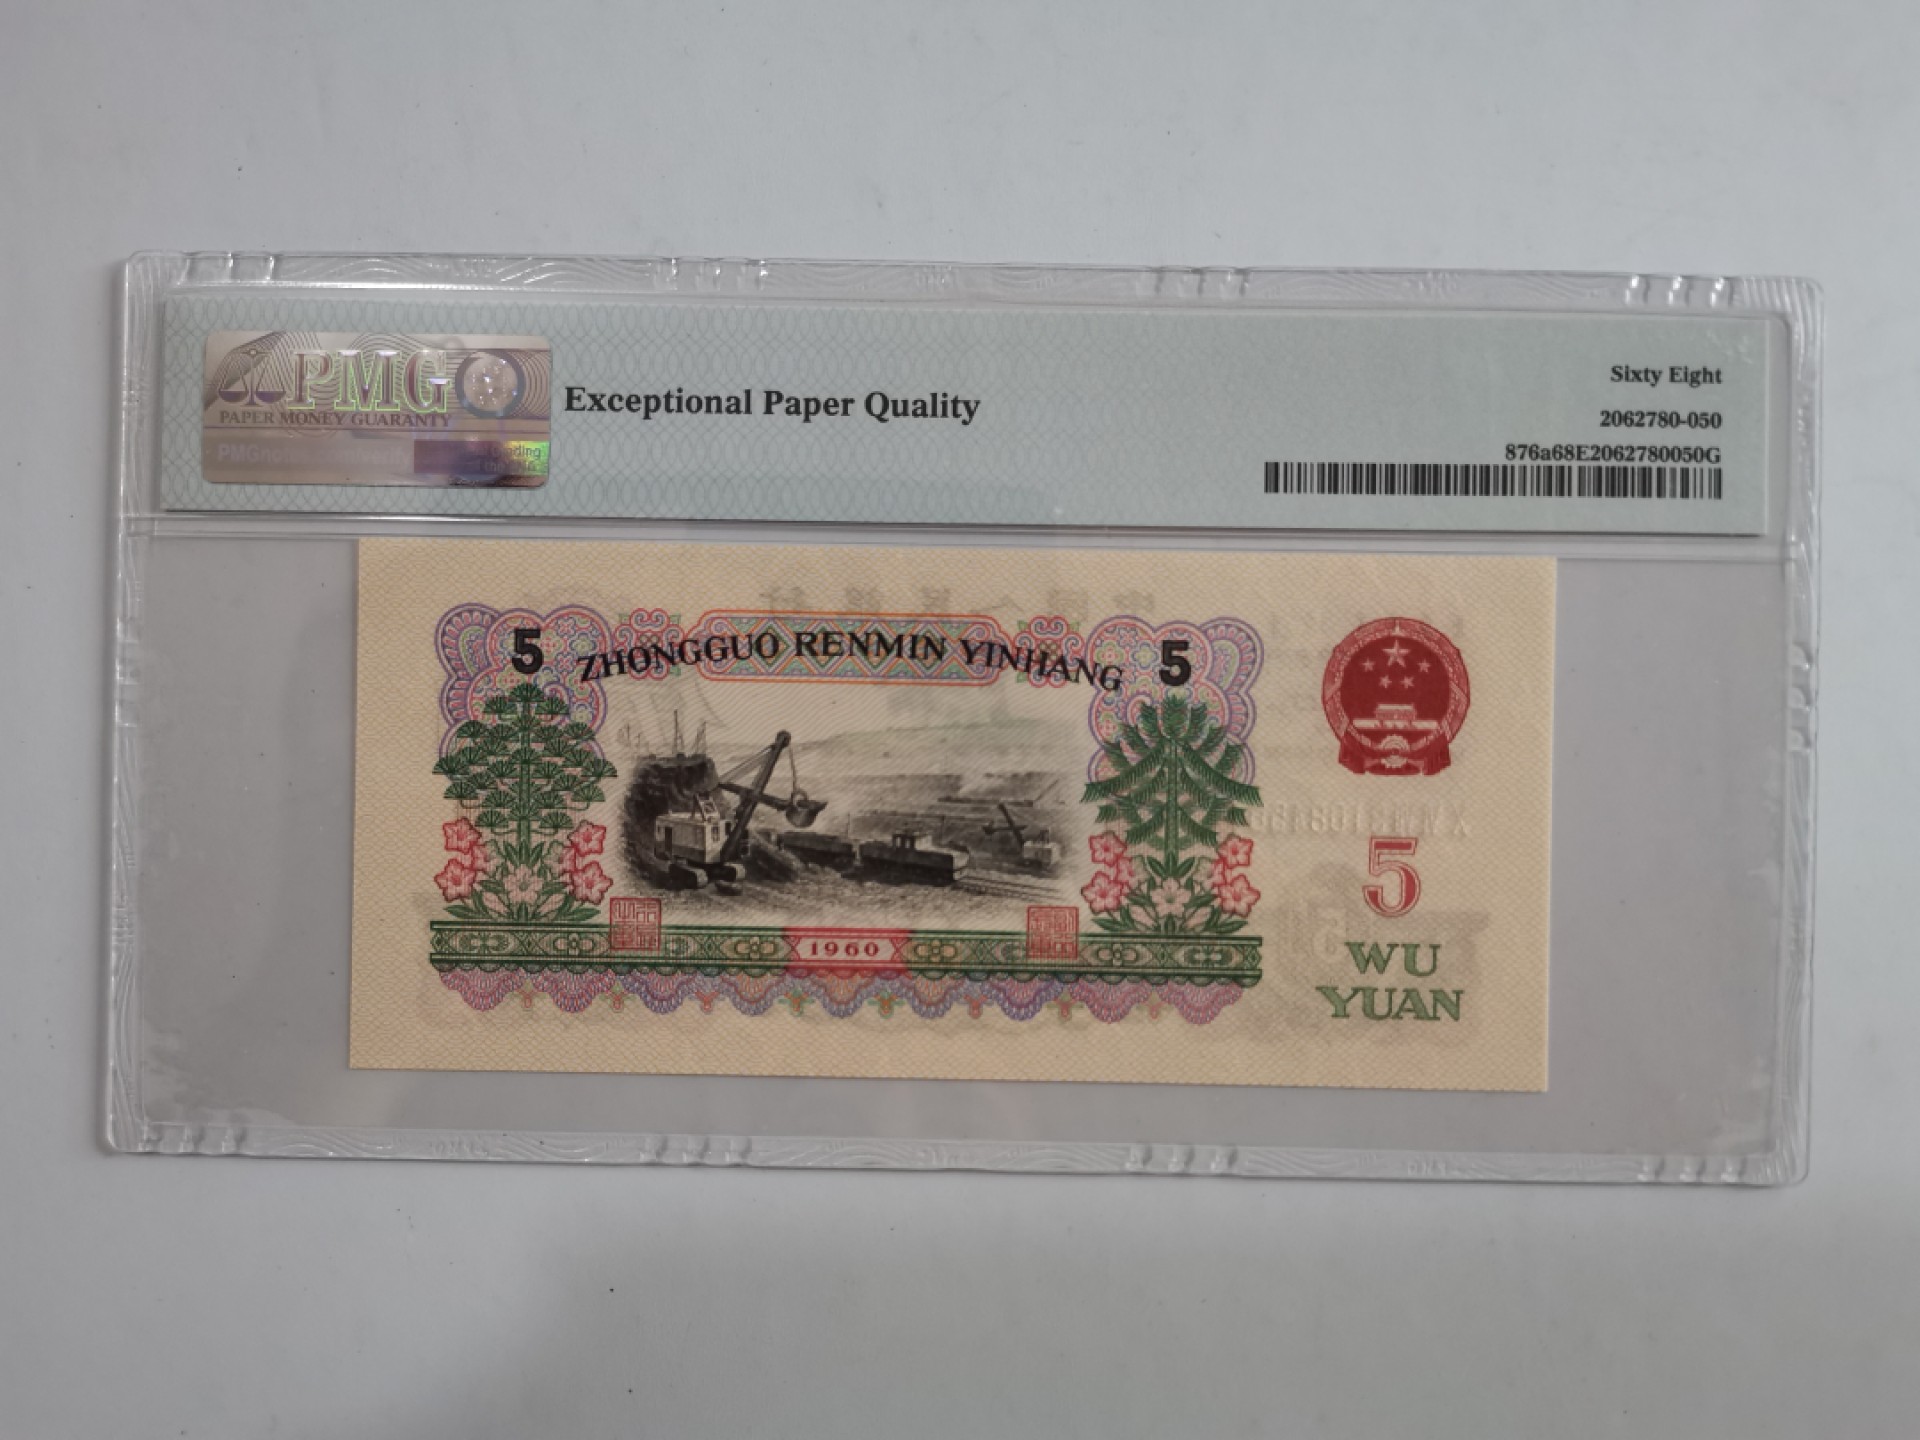 PMG
PAPER MONEY GUARANTY
Exceptional Paper Quality
Sixty Eight
2062780-050
876a68E2062780050G
5
ZHONGGUO RENMIN YINHANG
5
1960
5
WU
YUAN